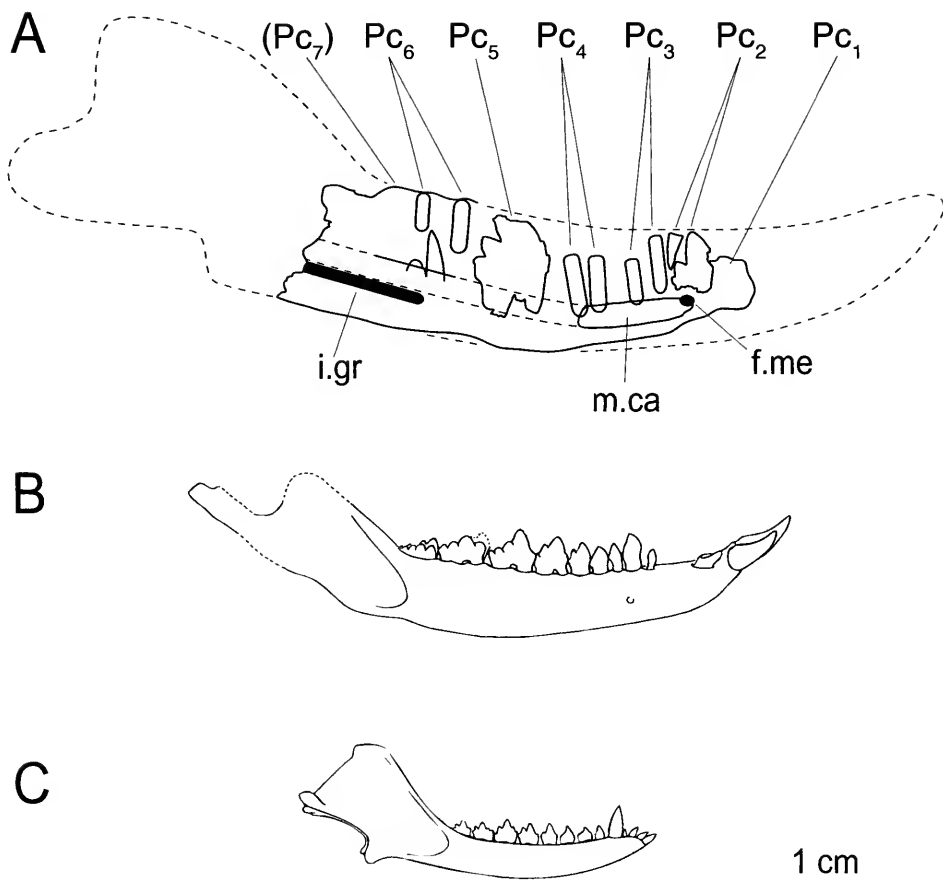 A
(Pc₇) Pc₆ Pc₅ Pc₄ Pc₃ Pc₂ Pc₁
i.gr
m.ca
f.me
B
C
1 cm